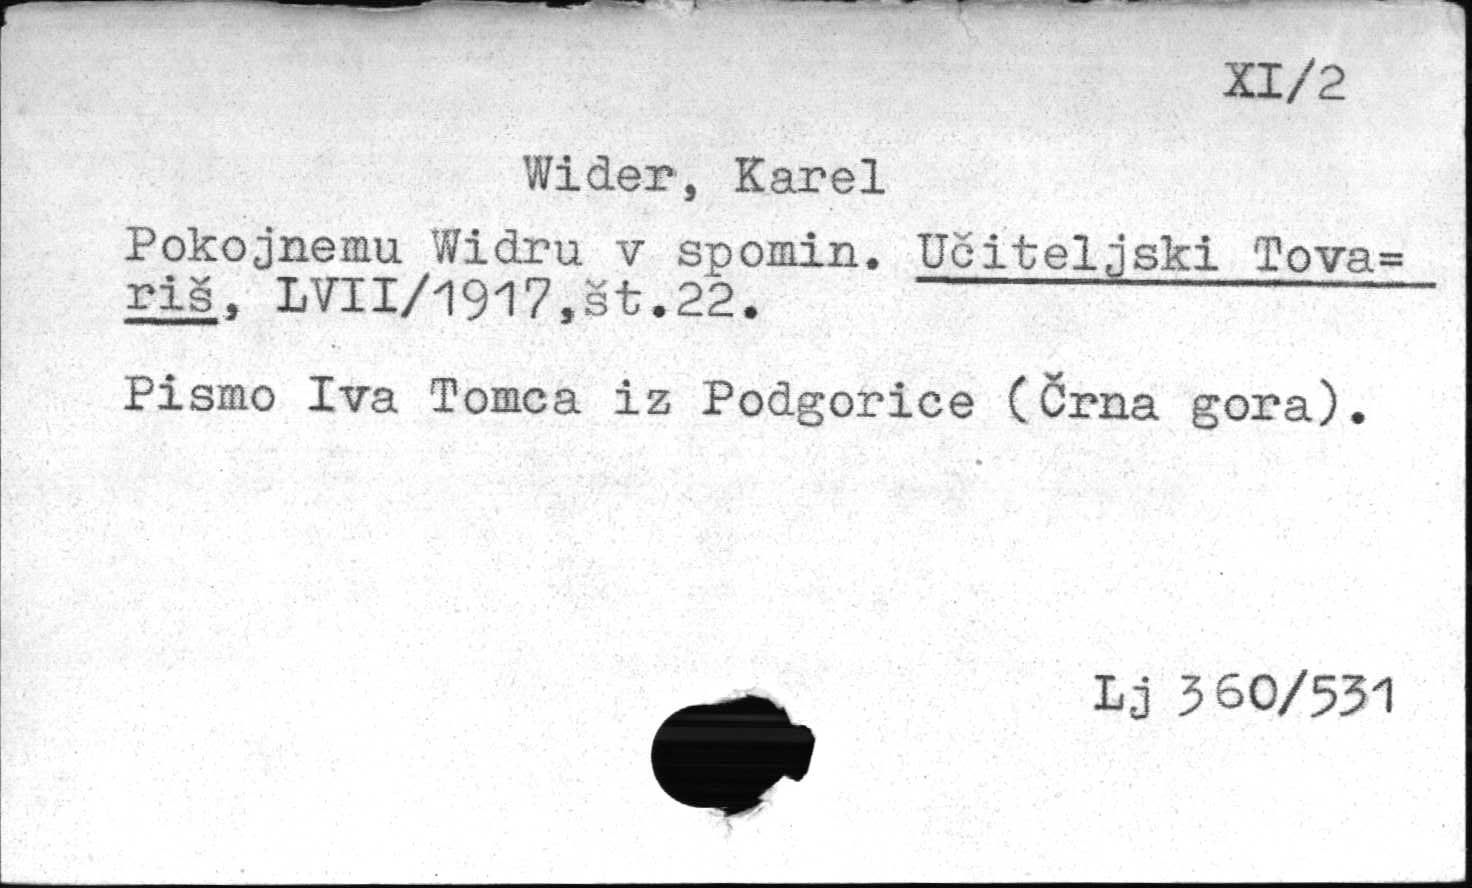 XI/2
Wider, Karel
Pokojnemu Widru v spomin. Učiteljski Tova=
riš, LVII/1917,št.22.
Pismo Iva Tomca iz Podgorice (Črna gora).
Lj 360/531